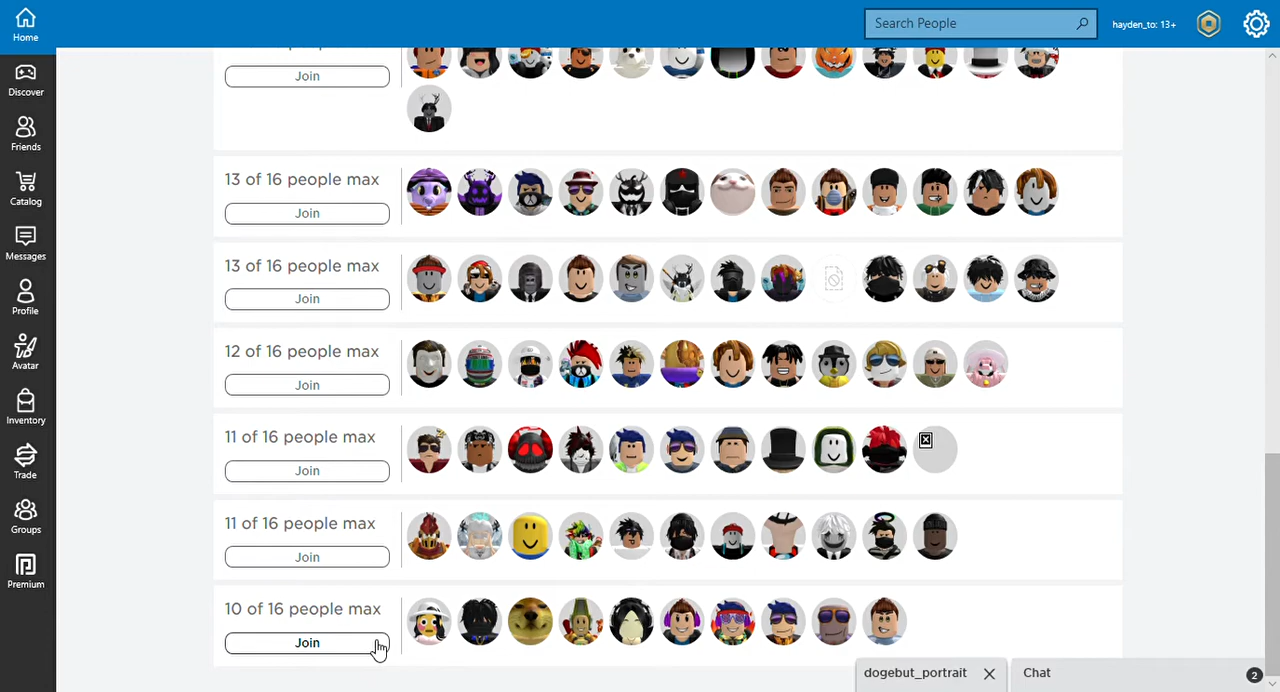 Home
Search People
hayden_to: 13+
Discover
Friends
Catalog
Messages
Profile
Avatar
Inventory
Trade
Groups
Premium
Join
13 of 16 people max
Join
13 of 16 people max
Join
12 of 16 people max
Join
11 of 16 people max
Join
11 of 16 people max
Join
10 of 16 people max
Join
dogebut_portrait
Chat
2